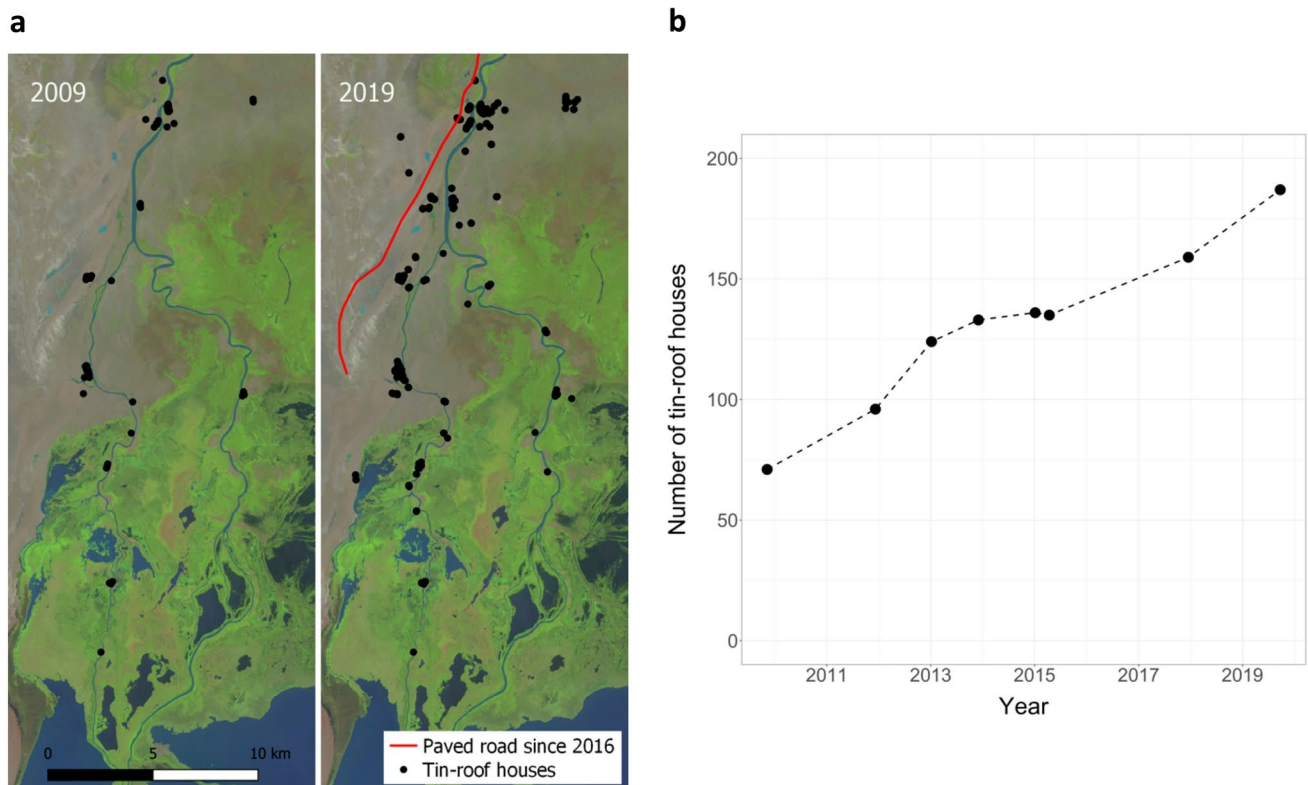 a
b
2009
2019
0
5
10 km
Paved road since 2016
Tin-roof houses
Number of tin-roof houses
200
150
100
50
0
2011
2013
2015
2017
2019
Year